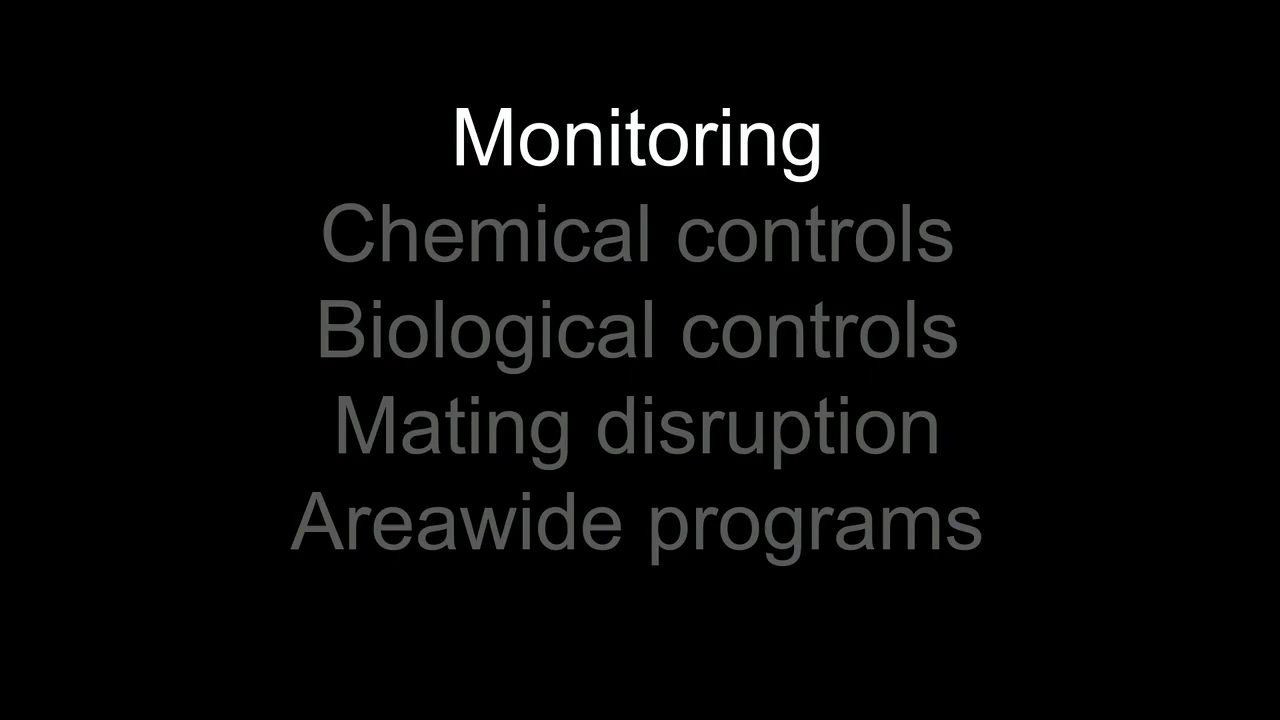 Monitoring
Chemical controls
Biological controls
Mating disruption
Areawide programs